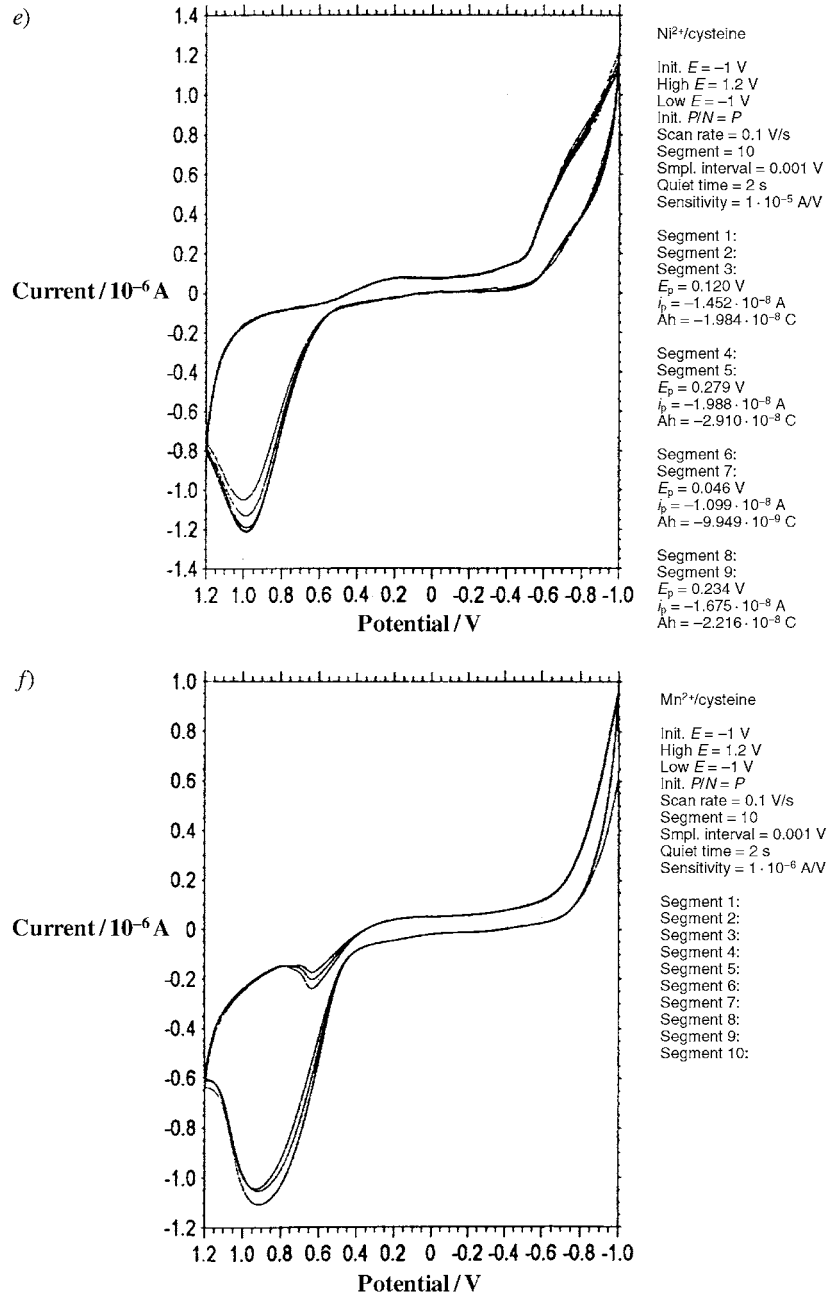 e)
1.4
1.2
1.0
0.8
0.6
0.4
0.2
0
-0.2
-0.4
-0.6
-0.8
-1.0
-1.2
-1.4
Current / 10⁻⁶ A
1.2 1.0 0.8 0.6 0.4 0.2 0 -0.2 -0.4 -0.6 -0.8 -1.0
Potential / V
Ni²⁺/cysteine
Init. E = –1 V
High E = 1.2 V
Low E = –1 V
Init. P/N = P
Scan rate = 0.1 V/s
Segment = 10
Smpl. interval = 0.001 V
Quiet time = 2 s
Sensitivity = 1 · 10⁻⁵ A/V
Segment 1:
Segment 2:
Segment 3:
Eₚ = 0.120 V
iₚ = –1.452 · 10⁻⁸ A
Ah = –1.984 · 10⁻⁸ C
Segment 4:
Segment 5:
Eₚ = 0.279 V
iₚ = –1.988 · 10⁻⁸ A
Ah = –2.910 · 10⁻⁸ C
Segment 6:
Segment 7:
Eₚ = 0.046 V
iₚ = –1.099 · 10⁻⁸ A
Ah = –9.949 · 10⁻⁹ C
Segment 8:
Segment 9:
Eₚ = 0.234 V
iₚ = –1.675 · 10⁻⁸ A
Ah = –2.216 · 10⁻⁸ C
f)
1.0
0.8
0.6
0.4
0.2
0
-0.2
-0.4
-0.6
-0.8
-1.0
-1.2
Current / 10⁻⁶ A
1.2 1.0 0.8 0.6 0.4 0.2 0 -0.2 -0.4 -0.6 -0.8 -1.0
Potential / V
Mn²⁺/cysteine
Init. E = –1 V
High E = 1.2 V
Low E = –1 V
Init. P/N = P
Scan rate = 0.1 V/s
Segment = 10
Smpl. interval = 0.001 V
Quiet time = 2 s
Sensitivity = 1 · 10⁻⁶ A/V
Segment 1:
Segment 2:
Segment 3:
Segment 4:
Segment 5:
Segment 6:
Segment 7:
Segment 8:
Segment 9:
Segment 10: